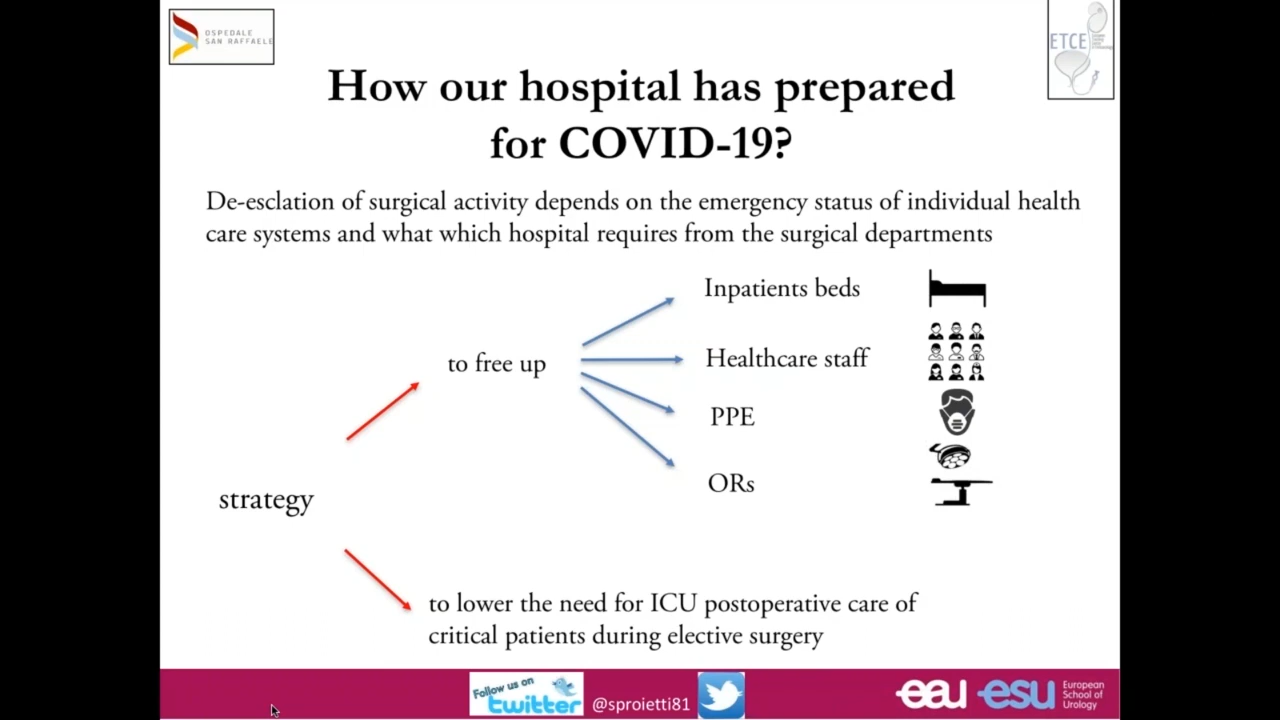 OSPEDALE
SAN RAFFAELE
ETCE
How our hospital has prepared
for COVID-19?
De-esclation of surgical activity depends on the emergency status of individual health
care systems and what which hospital requires from the surgical departments
Inpatients beds
to free up
Healthcare staff
PPE
ORs
strategy
to lower the need for ICU postoperative care of
critical patients during elective surgery
Follow us on
twitter
@sproietti81
eau esu
European
School of
Urology